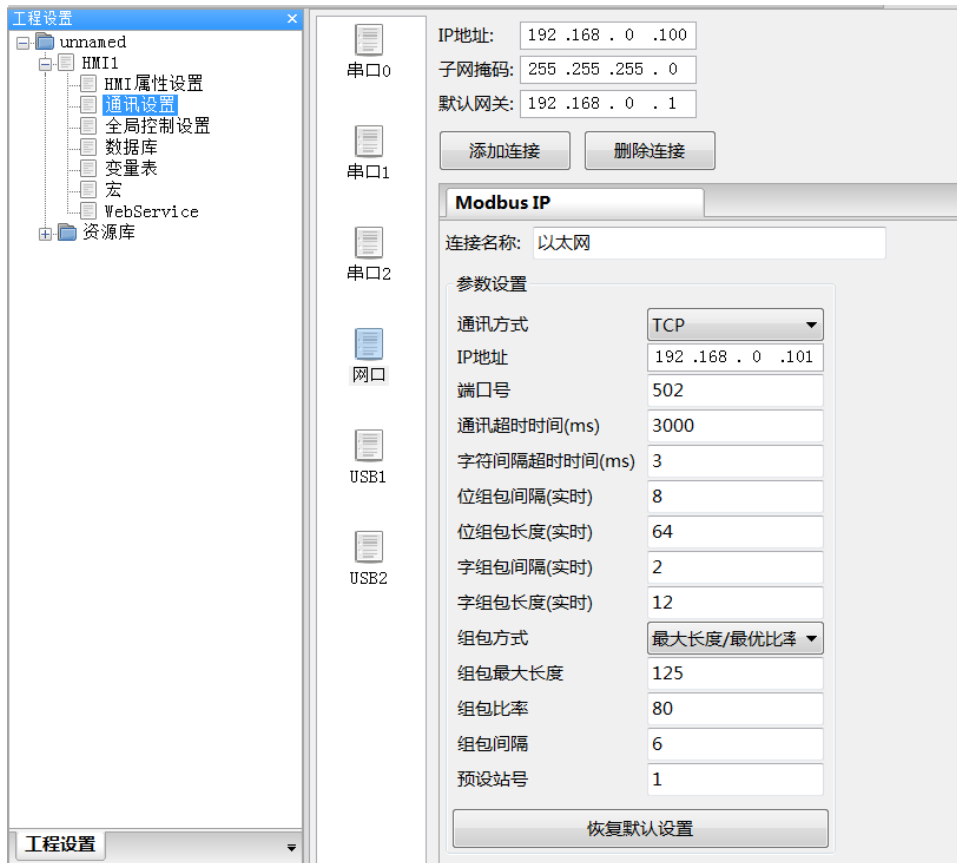 工程设置
unnamed
HMI1
HMI属性设置
通讯设置
全局控制设置
数据库
变量表
宏
WebService
资源库
工程设置
串口0
串口1
串口2
网口
USB1
USB2
IP地址: 192 .168 . 0 .100
子网掩码: 255 .255 .255 . 0
默认网关: 192 .168 . 0 . 1
添加连接 删除连接
Modbus IP
连接名称: 以太网
参数设置
通讯方式 TCP
IP地址 192 .168 . 0 .101
端口号 502
通讯超时时间(ms) 3000
字符间隔超时时间(ms) 3
位组包间隔(实时) 8
位组包长度(实时) 64
字组包间隔(实时) 2
字组包长度(实时) 12
组包方式 最大长度/最优比率
组包最大长度 125
组包比率 80
组包间隔 6
预设站号 1
恢复默认设置